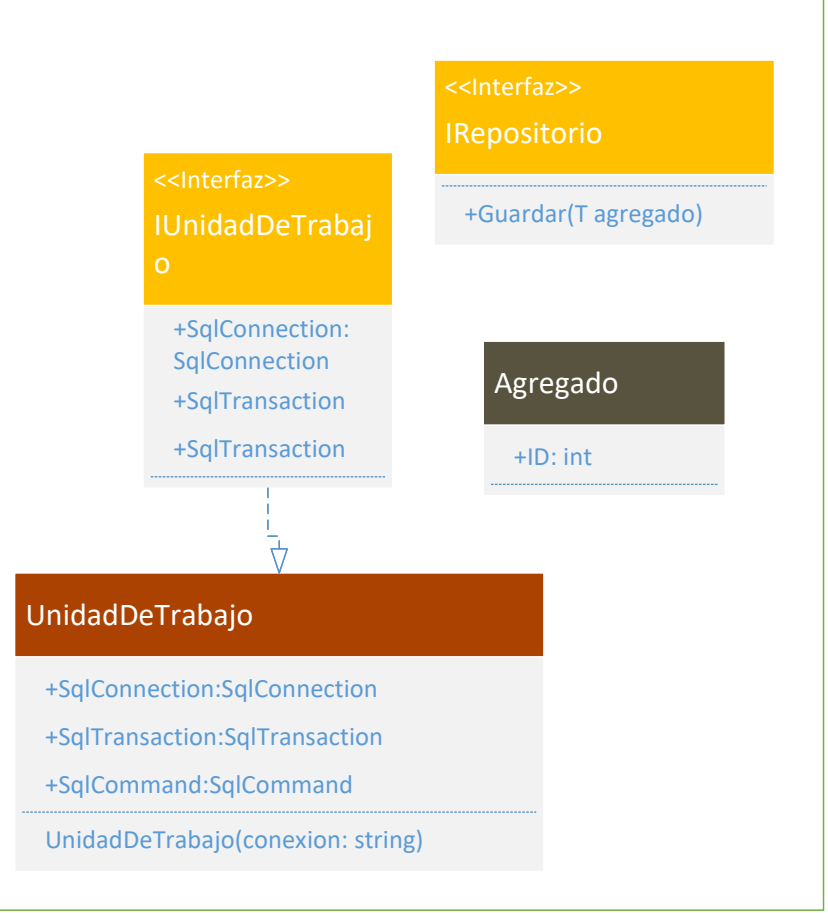 <<Interfaz>>
IRepositorio
+Guardar(T agregado)
<<Interfaz>>
IUnidadDeTrabaj
o
+SqlConnection:
SqlConnection
+SqlTransaction
+SqlTransaction
Agregado
+ID: int
UnidadDeTrabajo
+SqlConnection:SqlConnection
+SqlTransaction:SqlTransaction
+SqlCommand:SqlCommand
UnidadDeTrabajo(conexion: string)